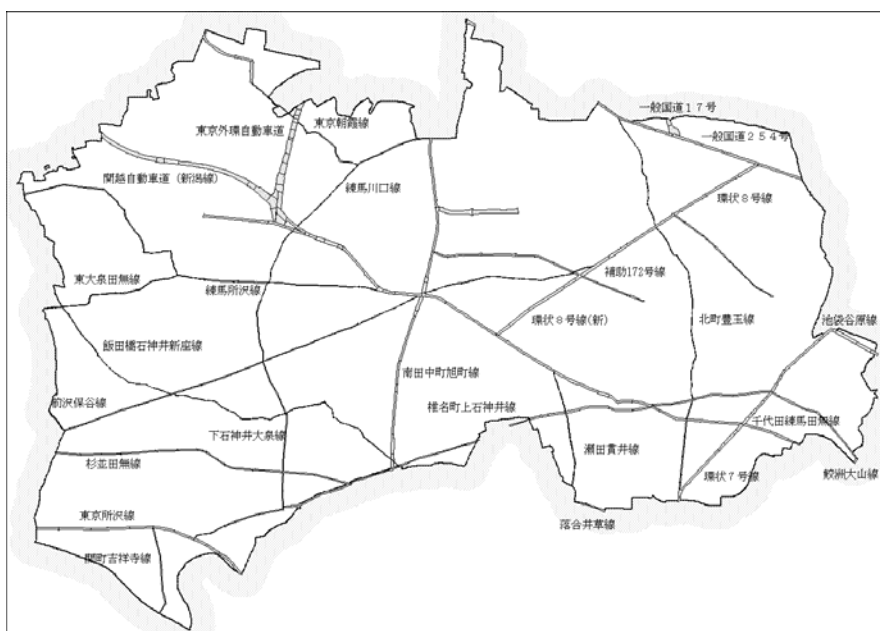 一般国道１７号
東京外環自動車道
東京朝霞線
一般国道２５４号
関越自動車道（新潟線）
練馬川口線
環状８号線
東大泉田無線
練馬所沢線
補助172号線
環状８号線(新)
北町豊玉線
池袋谷原線
飯田橋石神井新座線
南田中町旭町線
前沢保谷線
椎名町上石神井線
下石神井大泉線
千代田練馬田無線
杉並田無線
瀬田貫井線
環状７号線
鮫洲大山線
東京所沢線
落合井草線
関町吉祥寺線